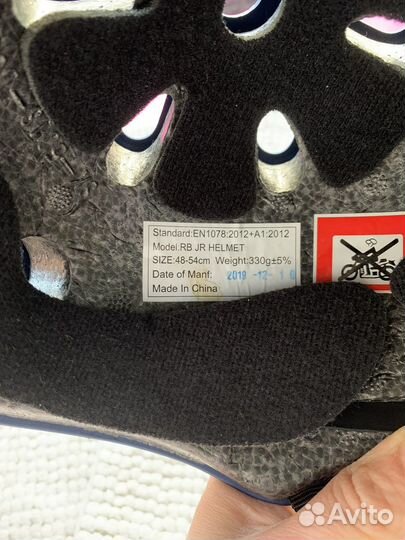 Standard:EN1078:2012+A1:2012
Model:RB JR HELMET
SIZE:48-54cm Weight:330g±5%
Date of Manf: 2019 -12- 10
Made In China
Avito